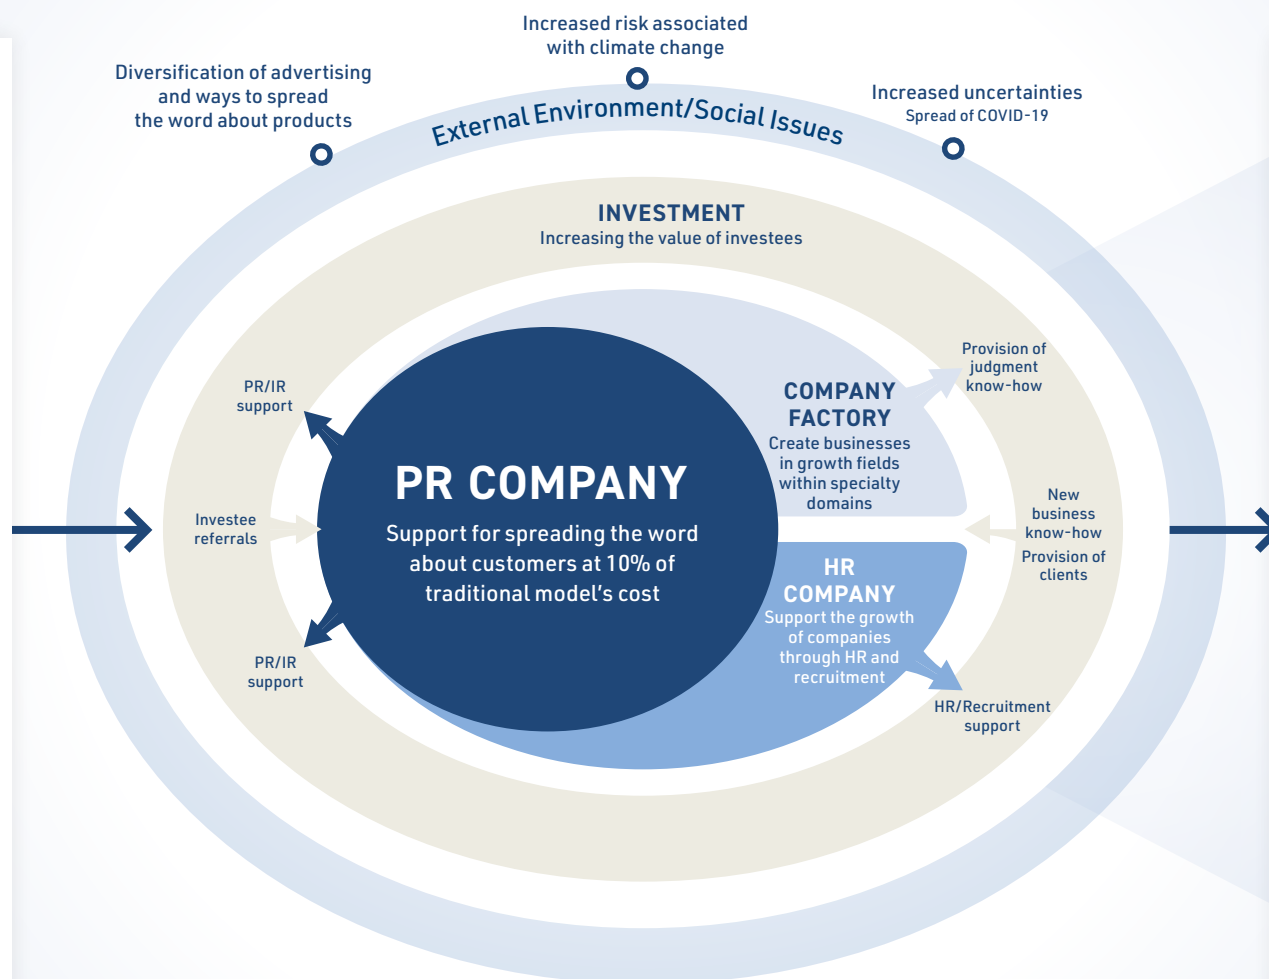 Increased risk associated
with climate change
Diversification of advertising
and ways to spread
the word about products
Increased uncertainties
Spread of COVID-19
External Environment/Social Issues
INVESTMENT
Increasing the value of investees
PR/IR
support
Investee
referrals
PR/IR
support
PR COMPANY
Support for spreading the word
about customers at 10% of
traditional model's cost
COMPANY
FACTORY
Create businesses
in growth fields
within specialty
domains
HR
COMPANY
Support the growth
of companies
through HR and
recruitment
Provision of
judgment
know-how
New
business
know-how
Provision of
clients
HR/Recruitment
support